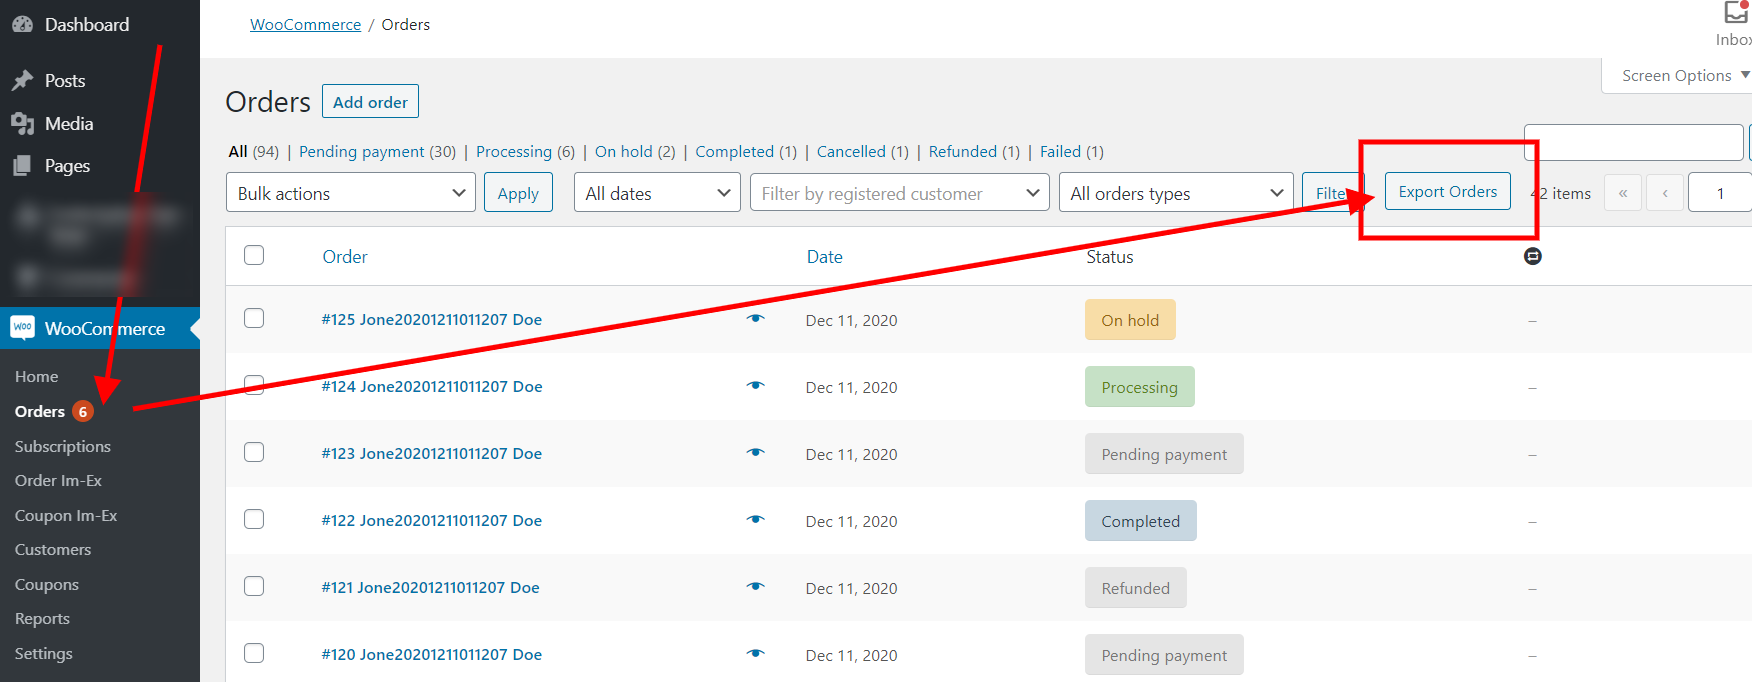 Dashboard
Posts
Media
Pages
WOO WooCommerce
Home
Orders 6
Subscriptions
Order Im-Ex
Coupon Im-Ex
Customers
Coupons
Reports
Settings
WooCommerce / Orders
Inbox
Screen Options
Orders Add order
All (94) | Pending payment (30) | Processing (6) | On hold (2) | Completed (1) | Cancelled (1) | Refunded (1) | Failed (1)
Bulk actions Apply All dates Filter by registered customer All orders types Filter Export Orders 42 items « ‹ 1
Order Date Status
#125 Jone20201211011207 Doe Dec 11, 2020 On hold –
#124 Jone20201211011207 Doe Dec 11, 2020 Processing –
#123 Jone20201211011207 Doe Dec 11, 2020 Pending payment –
#122 Jone20201211011207 Doe Dec 11, 2020 Completed –
#121 Jone20201211011207 Doe Dec 11, 2020 Refunded –
#120 Jone20201211011207 Doe Dec 11, 2020 Pending payment –